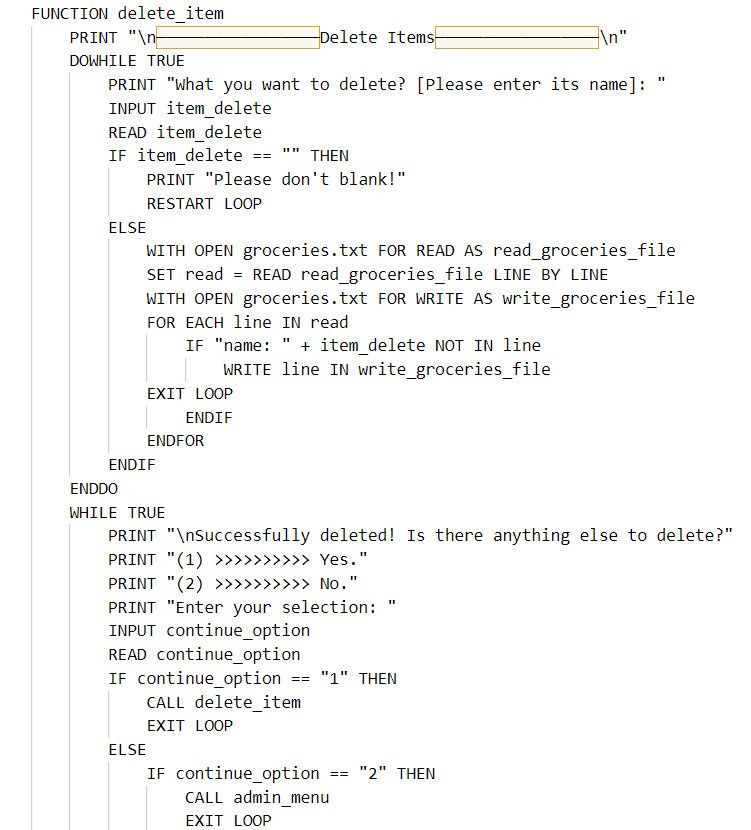 FUNCTION delete_item
    PRINT "\n─────────────────Delete Items─────────────────\n"
    DOWHILE TRUE
        PRINT "What you want to delete? [Please enter its name]: "
        INPUT item_delete
        READ item_delete
        IF item_delete == "" THEN
            PRINT "Please don't blank!"
            RESTART LOOP
        ELSE
            WITH OPEN groceries.txt FOR READ AS read_groceries_file
            SET read = READ read_groceries_file LINE BY LINE
            WITH OPEN groceries.txt FOR WRITE AS write_groceries_file
            FOR EACH line IN read
                IF "name: " + item_delete NOT IN line
                    WRITE line IN write_groceries_file
            EXIT LOOP
                ENDIF
            ENDFOR
        ENDIF
    ENDDO
    WHILE TRUE
        PRINT "\nSuccessfully deleted! Is there anything else to delete?"
        PRINT "(1) >>>>>>>>>> Yes."
        PRINT "(2) >>>>>>>>>> No."
        PRINT "Enter your selection: "
        INPUT continue_option
        READ continue_option
        IF continue_option == "1" THEN
            CALL delete_item
            EXIT LOOP
        ELSE
            IF continue_option == "2" THEN
                CALL admin_menu
                EXIT LOOP